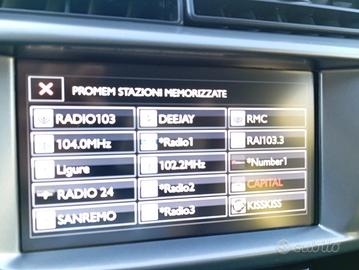 PROMEM STAZIONI MEMORIZZATE
RADIO103
DEEJAY
RMC
104.0MHz
*Radio1
RAI103.3
Ligure
102.2MHz
*Number1
RADIO 24
*Radio2
CAPITAL
SANREMO
*Radio3
KISSKISS
subito